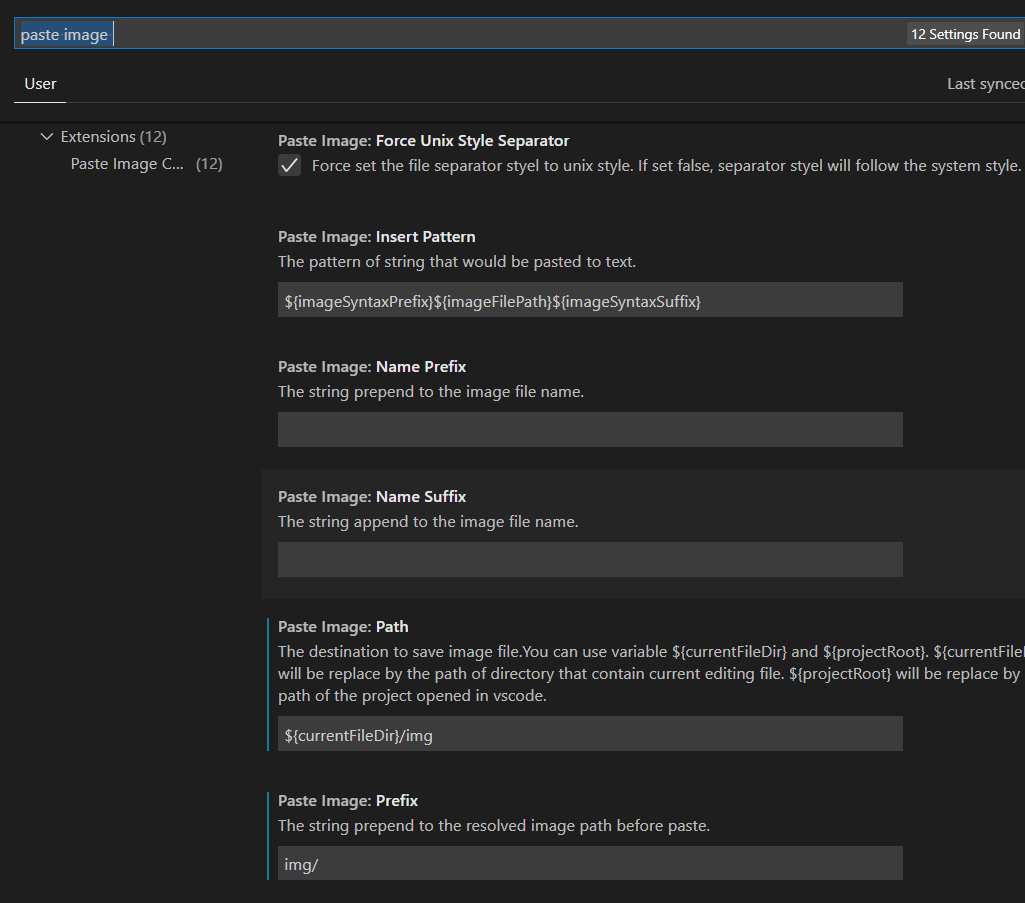 paste image
12 Settings Found
User
Last synced
Extensions (12)
Paste Image C... (12)
Paste Image: Force Unix Style Separator
Force set the file separator styel to unix style. If set false, separator styel will follow the system style.
Paste Image: Insert Pattern
The pattern of string that would be pasted to text.
${imageSyntaxPrefix}${imageFilePath}${imageSyntaxSuffix}
Paste Image: Name Prefix
The string prepend to the image file name.
Paste Image: Name Suffix
The string append to the image file name.
Paste Image: Path
The destination to save image file.You can use variable ${currentFileDir} and ${projectRoot}. ${currentFile
will be replace by the path of directory that contain current editing file. ${projectRoot} will be replace by
path of the project opened in vscode.
${currentFileDir}/img
Paste Image: Prefix
The string prepend to the resolved image path before paste.
img/